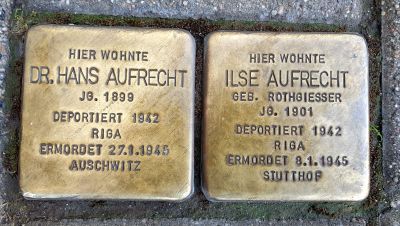 HIER WOHNTE
DR. HANS AUFRECHT
JG. 1899
DEPORTIERT 1942
RIGA
ERMORDET 27.1.1945
AUSCHWITZ
HIER WOHNTE
ILSE AUFRECHT
GEB. ROTHGIESSER
JG. 1901
DEPORTIERT 1942
RIGA
ERMORDET 8.1.1945
STUTTHOF